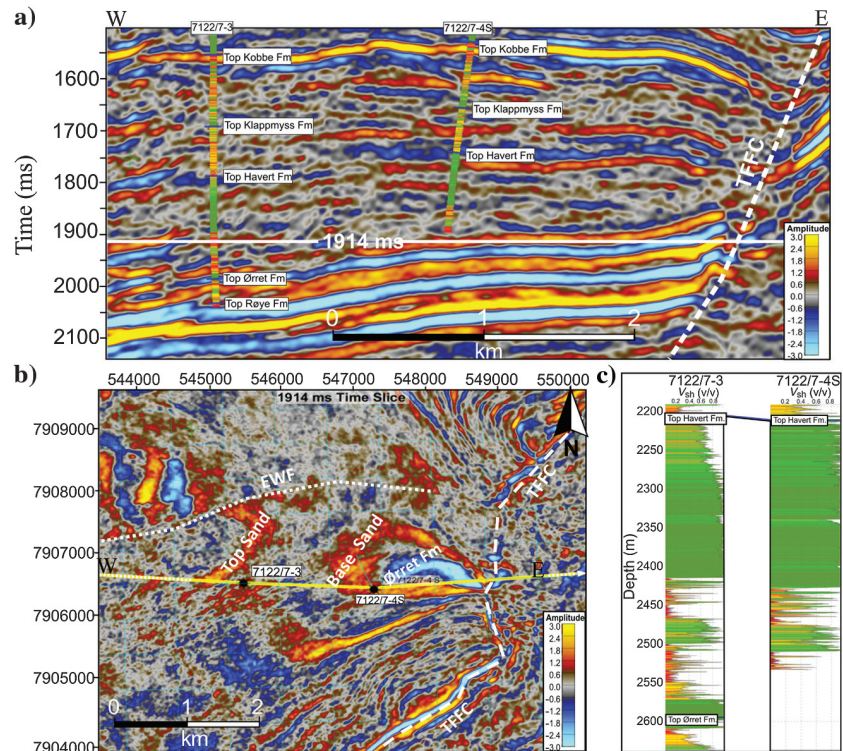 a)
W
E
7122/7-3
7122/7-4S
Top Kobbe Fm
Top Kobbe Fm
Top Klappmyss Fm
Top Klappmyss Fm
Top Havert Fm
Top Havert Fm
TFFC
1914 ms
Top Ørret Fm
Top Røye Fm
Time (ms)
1600
1700
1800
1900
2000
2100
0 1 2
km
Amplitude
3.0
2.4
1.8
1.2
0.6
0.0
-0.6
-1.2
-1.8
-2.4
-3.0
b)
544000 545000 546000 547000 548000 549000 550000
1914 ms Time Slice
7909000
7908000
7907000
7906000
7905000
7904000
N
EWF
TFFC
Top Sand
Base Sand
Ørret Fm
W
E
7122/7-3
7122/7-4 S
7122/7-4S
TFFC
0 1 2
km
Amplitude
3.0
2.4
1.8
1.2
0.6
0.0
-0.6
-1.2
-1.8
-2.4
-3.0
c)
7122/7-3
Vsh (v/v)
0.2 0.4 0.6 0.8
7122/7-4S
Vsh (v/v)
0.2 0.4 0.6 0.8
Top Havert Fm.
Top Havert Fm.
Depth (m)
2200
2250
2300
2350
2400
2450
2500
2550
2600
Top Ørret Fm.